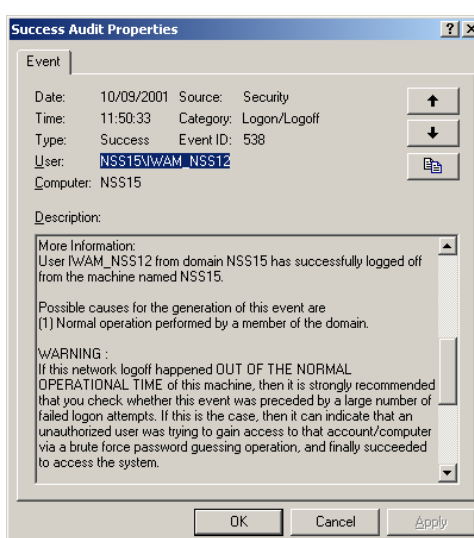 Success Audit Properties
Event
Date: 10/09/2001 Source: Security
Time: 11:50:33 Category: Logon/Logoff
Type: Success Event ID: 538
User: NSS15\IWAM_NSS12
Computer: NSS15
Description:
More Information:
User IWAM_NSS12 from domain NSS15 has successfully logged off
from the machine named NSS15.
Possible causes for the generation of this event are
(1) Normal operation performed by a member of the domain.
WARNING :
If this network logoff happened OUT OF THE NORMAL
OPERATIONAL TIME of this machine, then it is strongly recommended
that you check whether this event was preceded by a large number of
failed logon attempts. If this is the case, then it can indicate that an
unauthorized user was trying to gain access to that account/computer
via a brute force password guessing operation, and finally succeeded
to access the system.
OK Cancel Apply